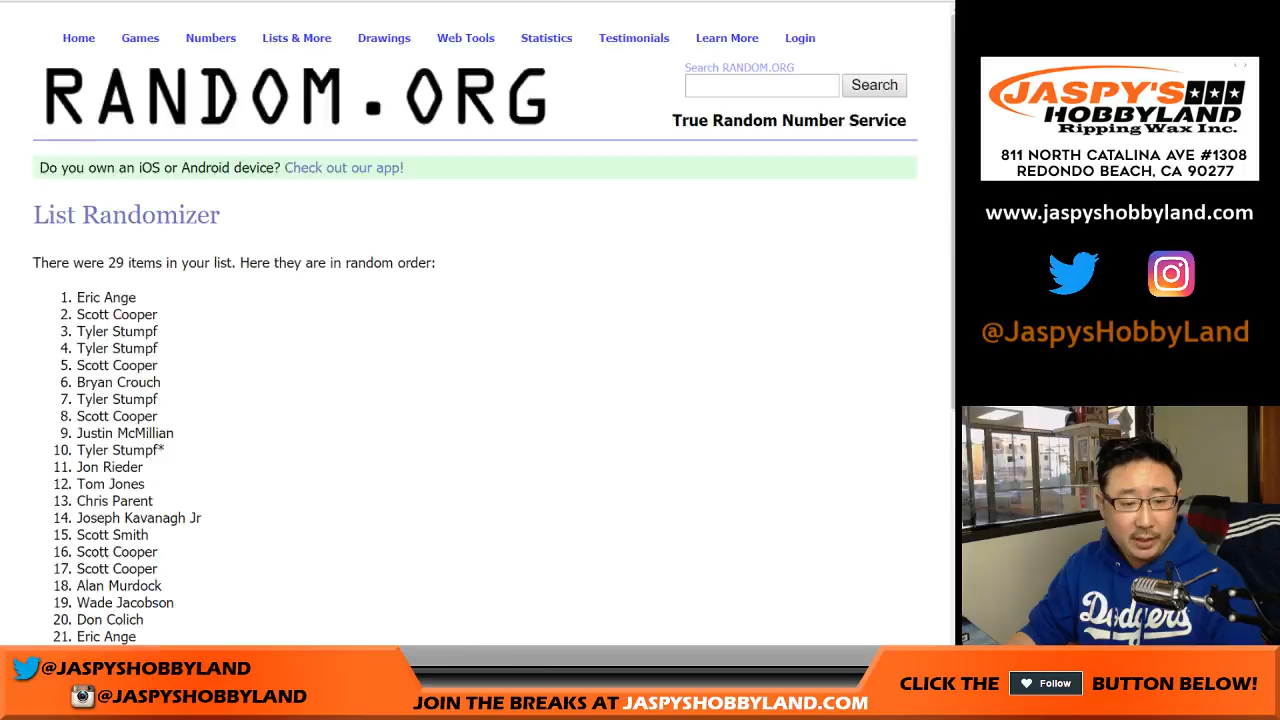 Home Games Numbers Lists & More Drawings Web Tools Statistics Testimonials Learn More Login
RANDOM.ORG
Search RANDOM.ORG
Search
True Random Number Service
Do you own an iOS or Android device? Check out our app!
List Randomizer
There were 29 items in your list. Here they are in random order:
1. Eric Ange
2. Scott Cooper
3. Tyler Stumpf
4. Tyler Stumpf
5. Scott Cooper
6. Bryan Crouch
7. Tyler Stumpf
8. Scott Cooper
9. Justin McMillian
10. Tyler Stumpf*
11. Jon Rieder
12. Tom Jones
13. Chris Parent
14. Joseph Kavanagh Jr
15. Scott Smith
16. Scott Cooper
17. Scott Cooper
18. Alan Murdock
19. Wade Jacobson
20. Don Colich
21. Eric Ange
JASPY'S
HOBBYLAND
Ripping Wax Inc.
811 NORTH CATALINA AVE #1308
REDONDO BEACH, CA 90277
www.jaspyshobbyland.com
@JaspysHobbyLand
Dodgers
@JASPYSHOBBYLAND
@JASPYSHOBBYLAND
JOIN THE BREAKS AT JASPYSHOBBYLAND.COM
CLICK THE Follow BUTTON BELOW!